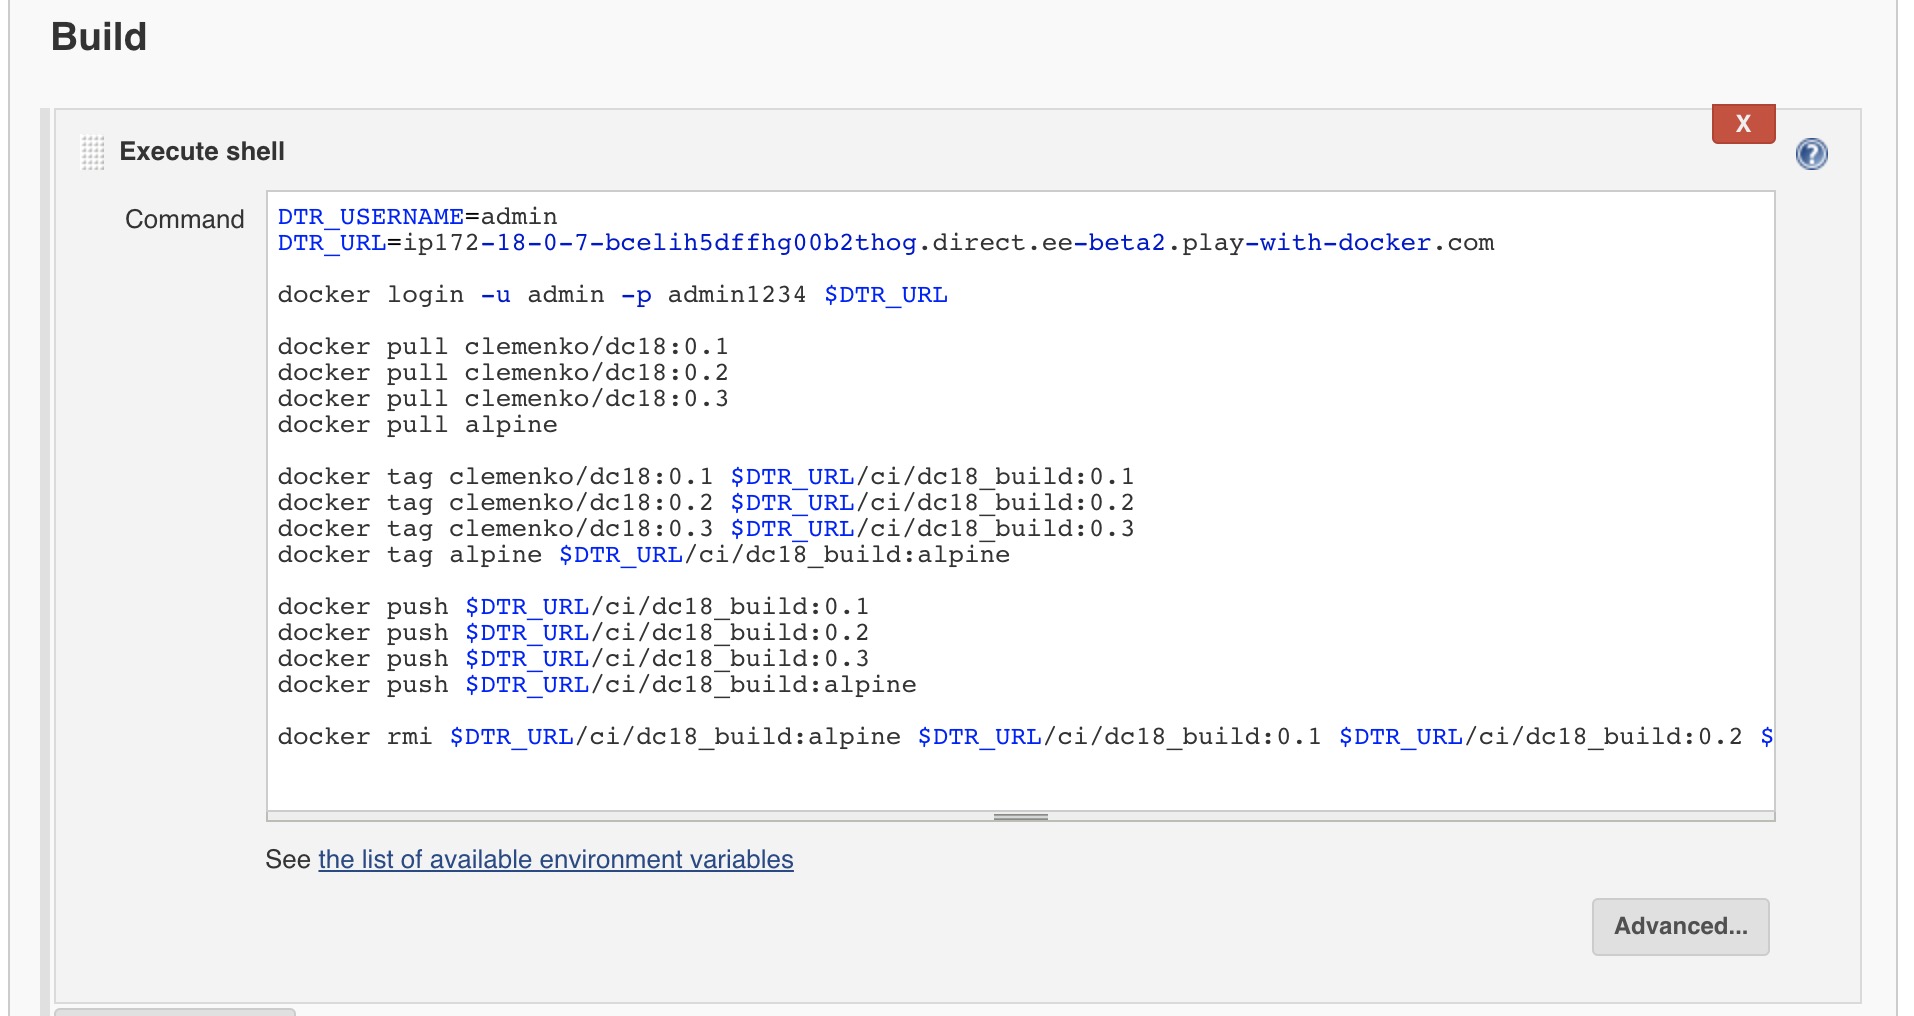 Build
X
Execute shell
?
Command
DTR_USERNAME=admin
DTR_URL=ip172-18-0-7-bcelih5dffhg00b2thog.direct.ee-beta2.play-with-docker.com
docker login -u admin -p admin1234 $DTR_URL
docker pull clemenko/dc18:0.1
docker pull clemenko/dc18:0.2
docker pull clemenko/dc18:0.3
docker pull alpine
docker tag clemenko/dc18:0.1 $DTR_URL/ci/dc18_build:0.1
docker tag clemenko/dc18:0.2 $DTR_URL/ci/dc18_build:0.2
docker tag clemenko/dc18:0.3 $DTR_URL/ci/dc18_build:0.3
docker tag alpine $DTR_URL/ci/dc18_build:alpine
docker push $DTR_URL/ci/dc18_build:0.1
docker push $DTR_URL/ci/dc18_build:0.2
docker push $DTR_URL/ci/dc18_build:0.3
docker push $DTR_URL/ci/dc18_build:alpine
docker rmi $DTR_URL/ci/dc18_build:alpine $DTR_URL/ci/dc18_build:0.1 $DTR_URL/ci/dc18_build:0.2 $
See the list of available environment variables
Advanced...